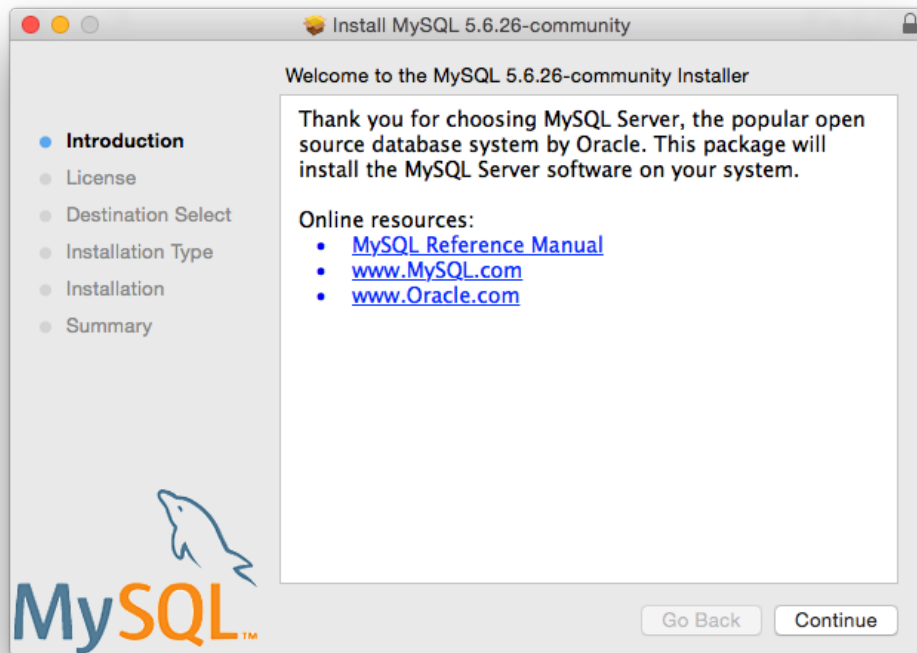 Install MySQL 5.6.26-community
Welcome to the MySQL 5.6.26-community Installer
Introduction
License
Destination Select
Installation Type
Installation
Summary
Thank you for choosing MySQL Server, the popular open
source database system by Oracle. This package will
install the MySQL Server software on your system.
Online resources:
• MySQL Reference Manual
• www.MySQL.com
• www.Oracle.com
MySQL™
Go Back
Continue